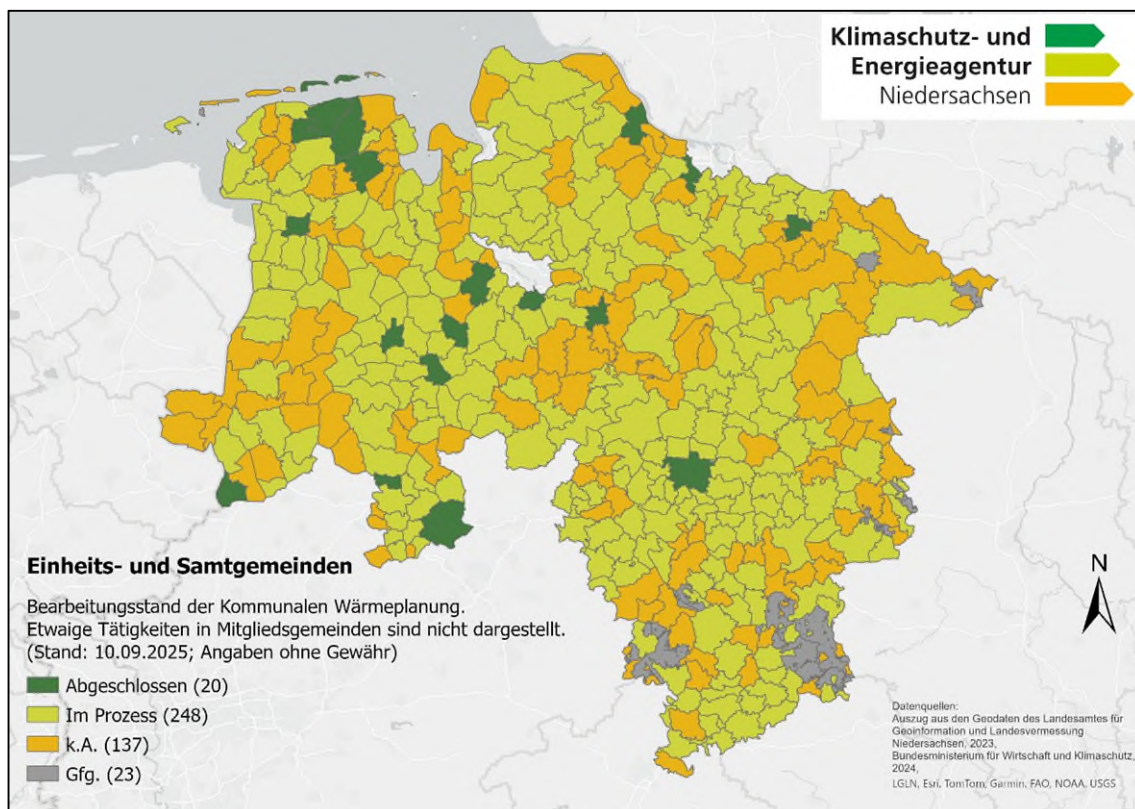 Klimaschutz- und
Energieagentur
Niedersachsen
N
Einheits- und Samtgemeinden
Bearbeitungsstand der Kommunalen Wärmeplanung.
Etwaige Tätigkeiten in Mitgliedsgemeinden sind nicht dargestellt.
(Stand: 10.09.2025; Angaben ohne Gewähr)
Abgeschlossen (20)
Im Prozess (248)
k.A. (137)
Gfg. (23)
Datenquellen:
Auszug aus den Geodaten des Landesamtes für
Geoinformation und Landesvermessung
Niedersachsen, 2023,
Bundesministerium für Wirtschaft und Klimaschutz,
2024,
LGLN, Esri, TomTom, Garmin, FAO, NOAA, USGS